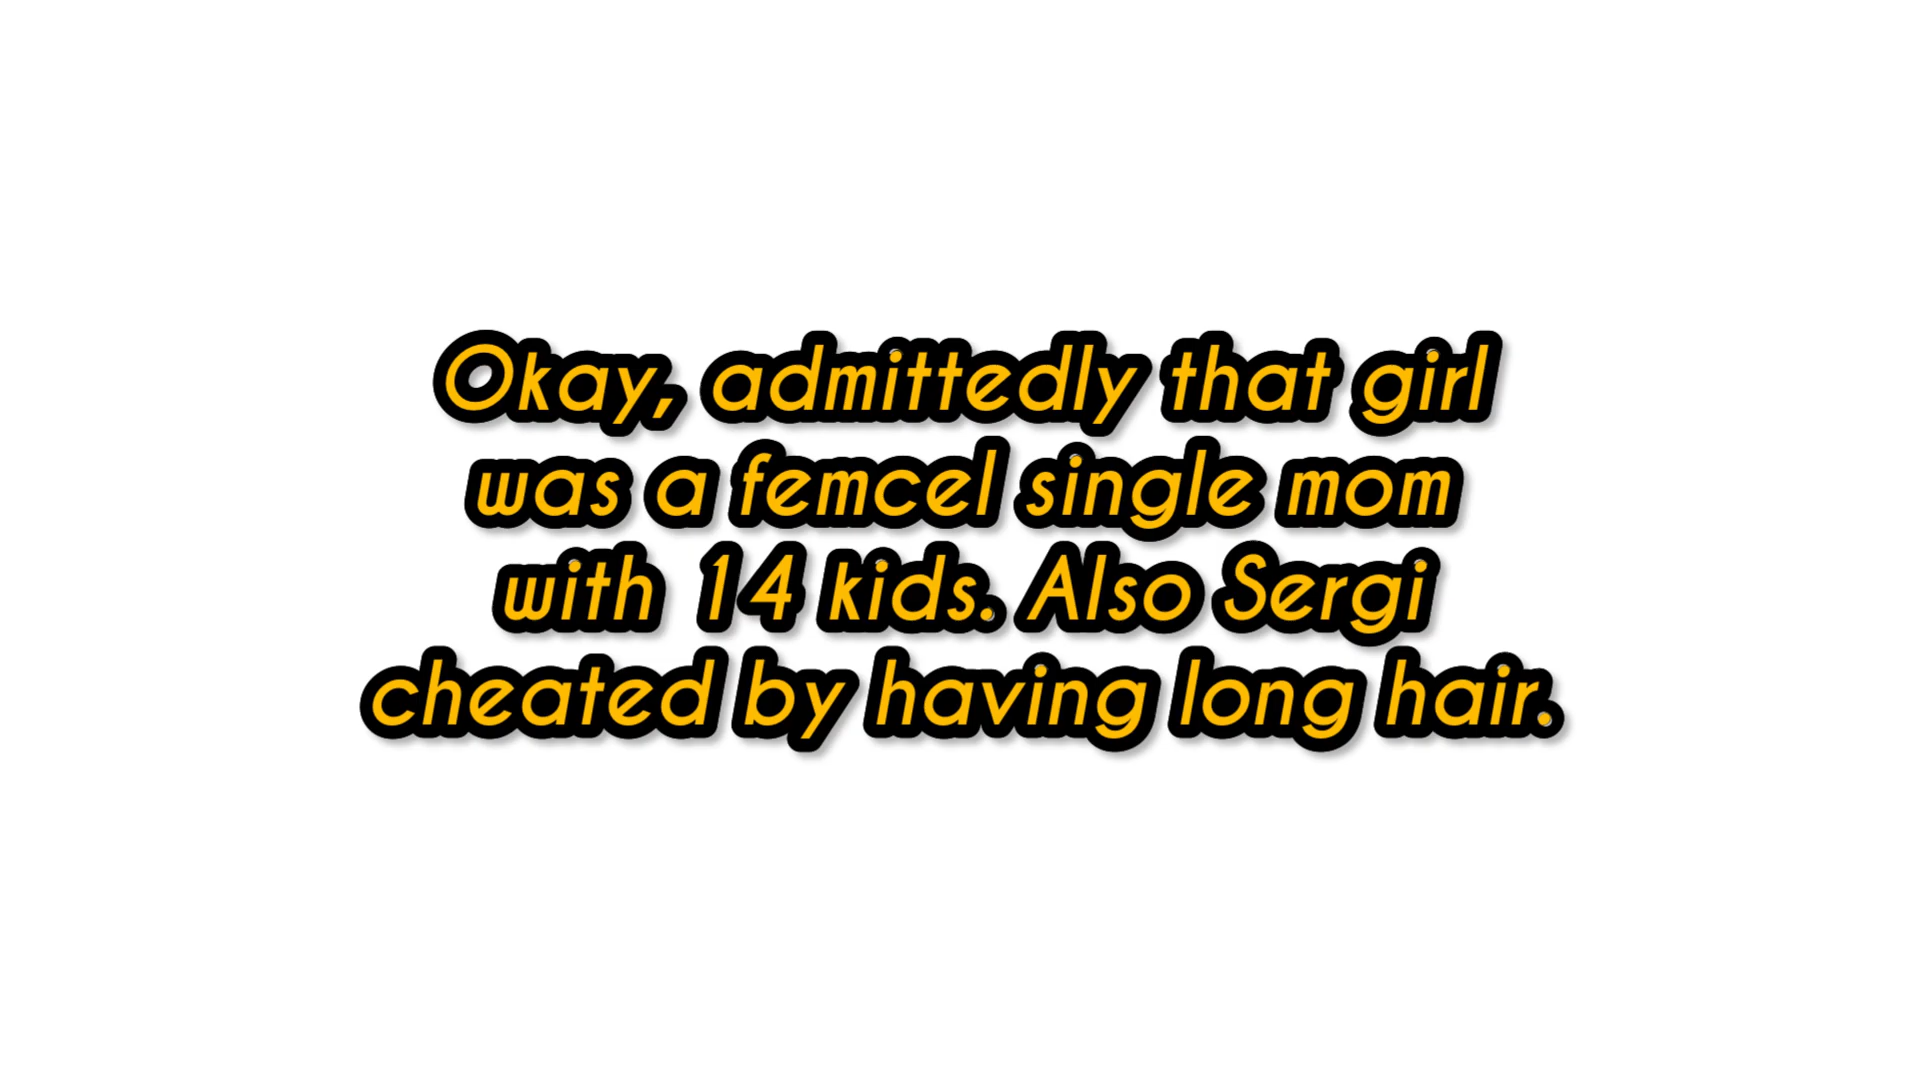 Okay, admittedly that girl
was a femcel single mom
with 14 kids. Also Sergi
cheated by having long hair.